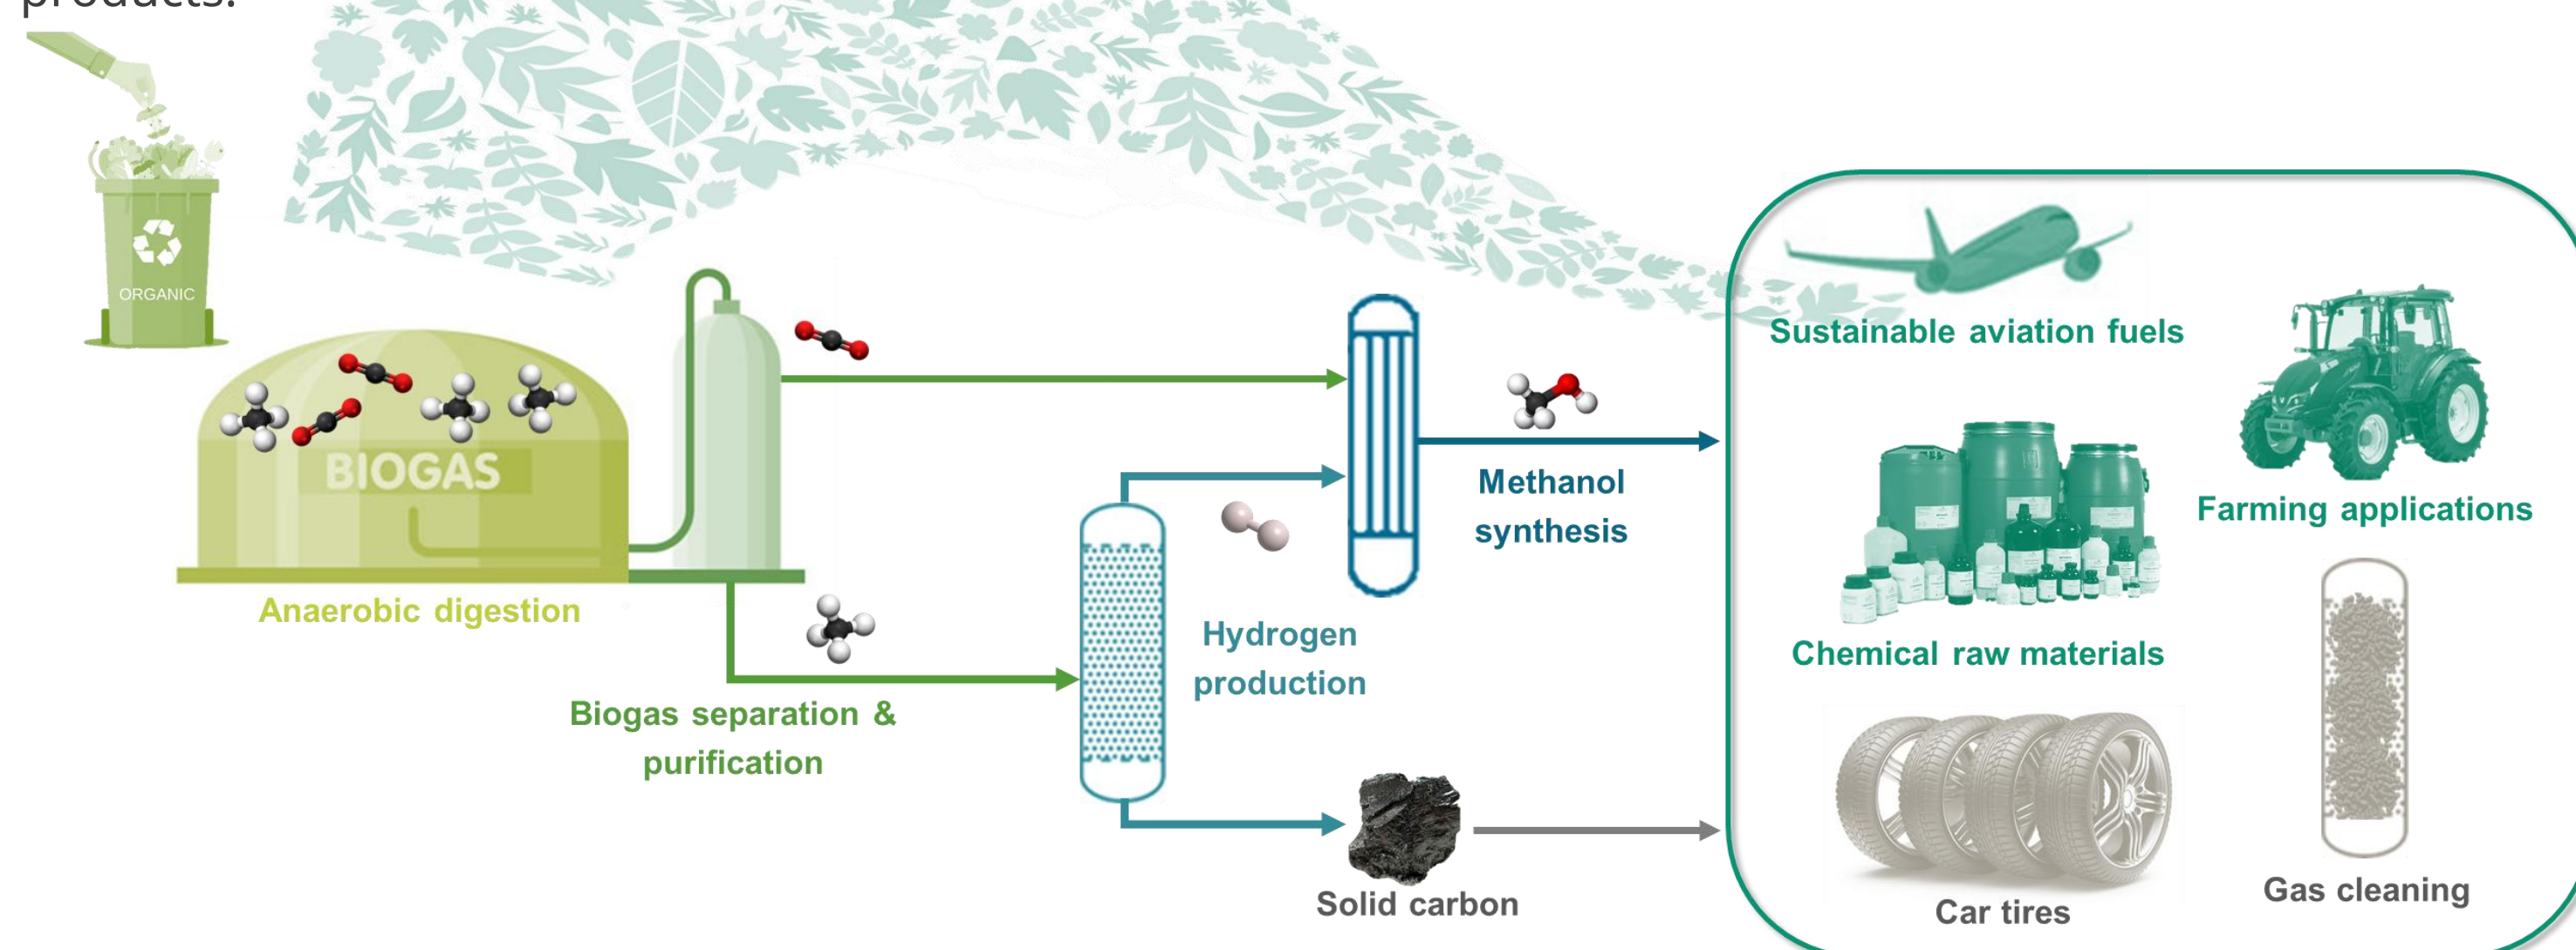 products.
ORGANIC
BIOGAS
Anaerobic digestion
Biogas separation &
purification
Hydrogen
production
Methanol
synthesis
Solid carbon
Sustainable aviation fuels
Farming applications
Chemical raw materials
Car tires
Gas cleaning